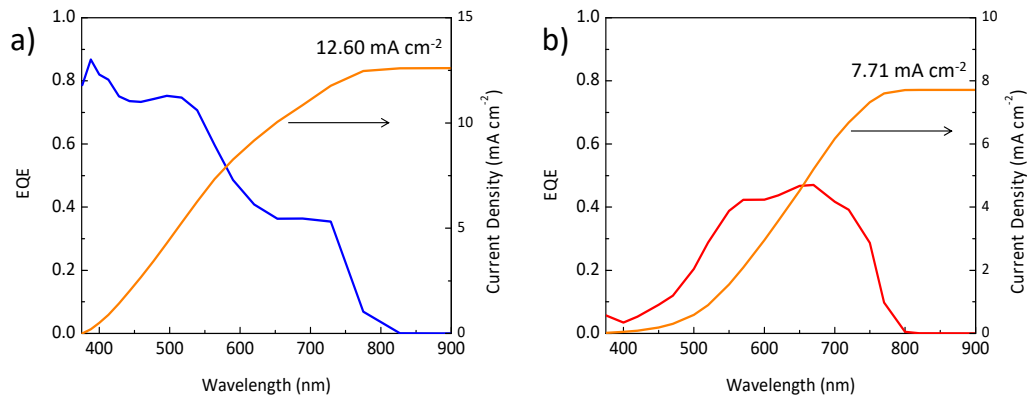 a)
12.60 mA cm⁻²
EQE
1.0
0.8
0.6
0.4
0.2
0.0
15
10
5
0
Current Density (mA cm⁻²)
400 500 600 700 800 900
Wavelength (nm)
b)
7.71 mA cm⁻²
EQE
1.0
0.8
0.6
0.4
0.2
0.0
10
8
6
4
2
0
Current Density (mA cm⁻²)
400 500 600 700 800 900
Wavelength (nm)